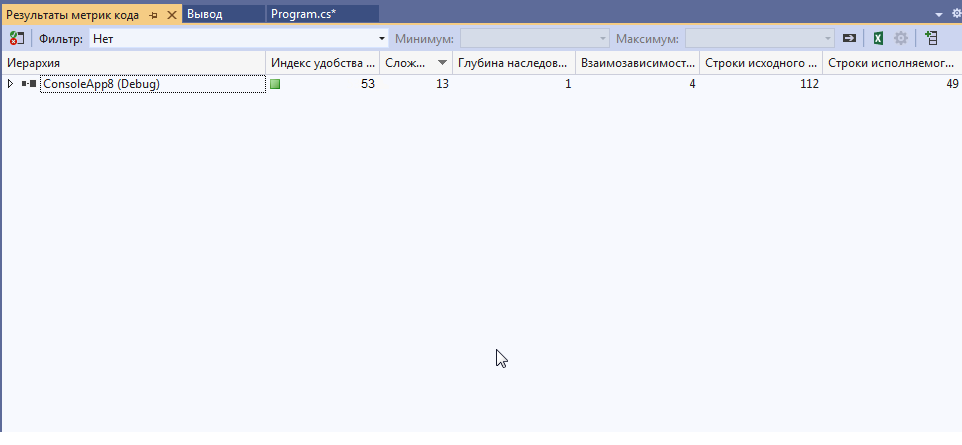 Результаты метрик кода Вывод Program.cs*
Фильтр: Нет Минимум: Максимум:
Иерархия Индекс удобства ... Слож... Глубина наследов... Взаимозависимост... Строки исходного ... Строки исполняемог...
ConsoleApp8 (Debug) 53 13 1 4 112 49